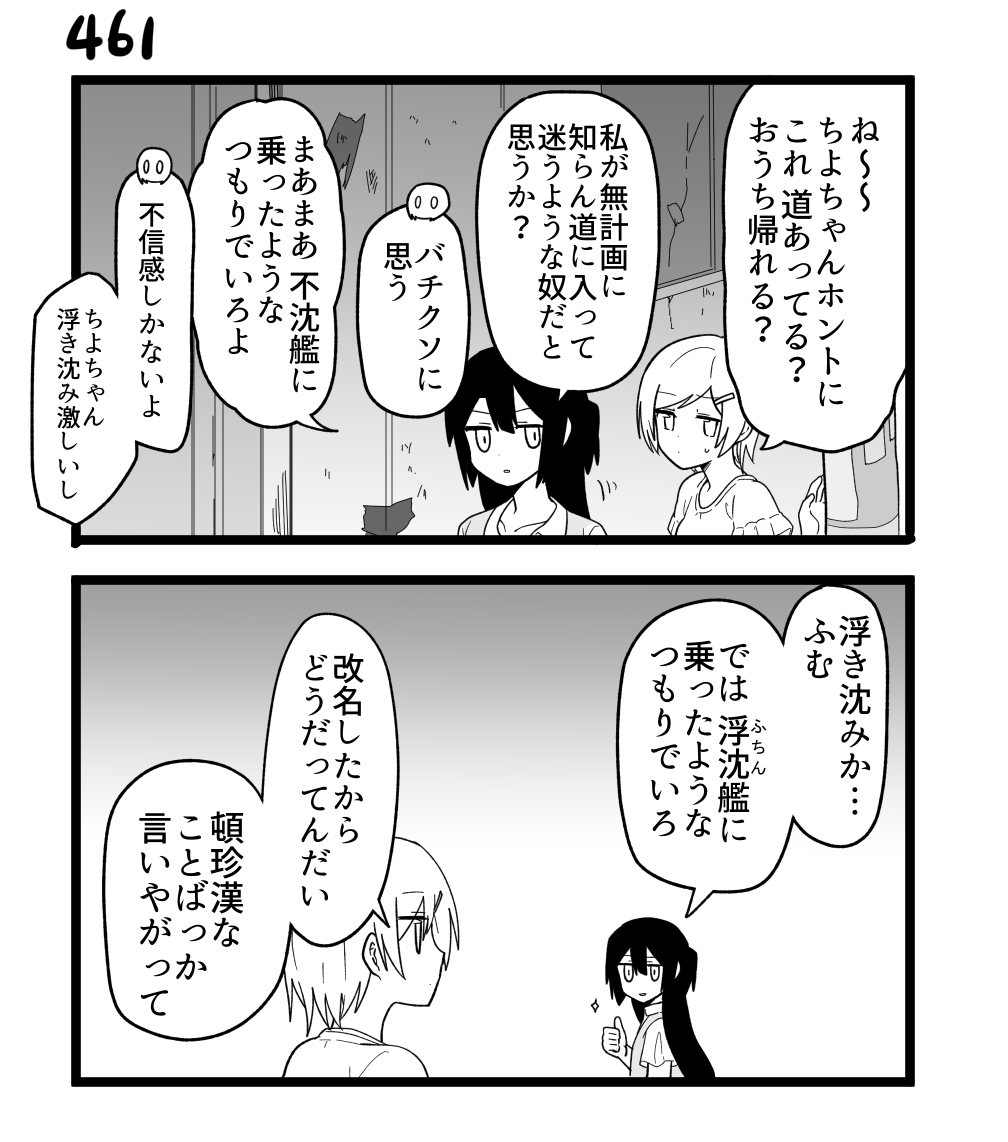 461
ね〜〜
ちよちゃんホントに
これ 道あってる？
おうち帰れる？
私が無計画に
知らん道に入って
迷うような奴だと
思うか？
バチクソに
思う
まあまあ 不沈艦に
乗ったような
つもりでいろよ
不信感しかないよ
ちよちゃん
浮き沈み激しいし
浮き沈みか…
ふむ
では 浮沈艦に
ふちん
乗ったような
つもりでいろ
改名したから
どうだってんだい
頓珍漢な
ことばっか
言いやがって